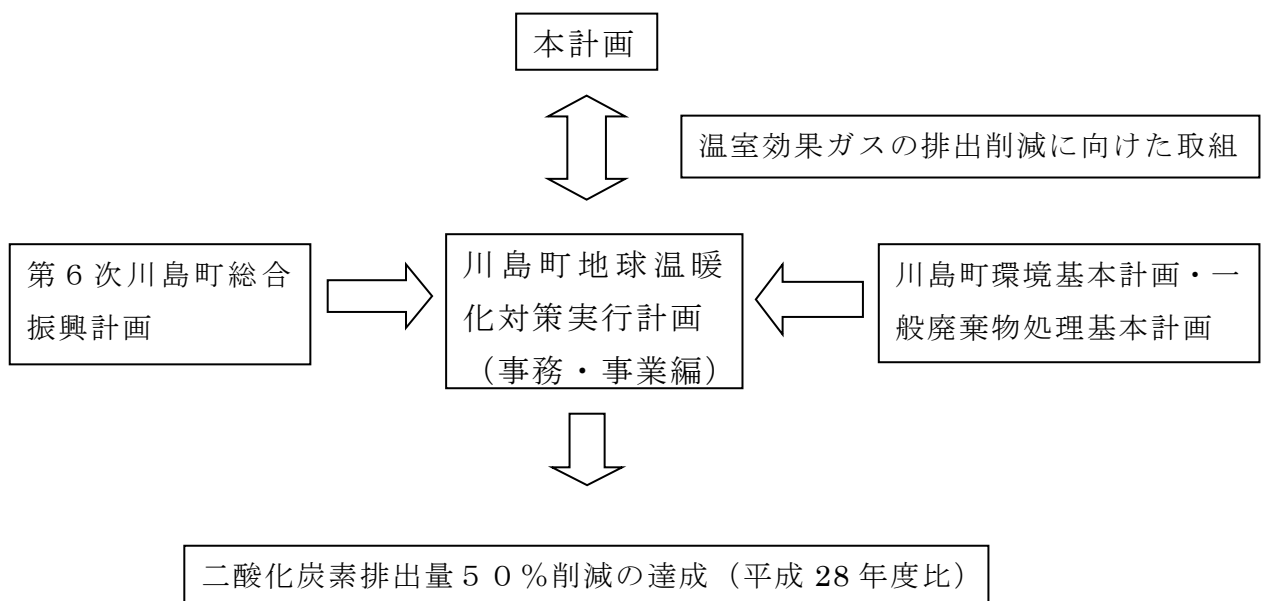 本計画
温室効果ガスの排出削減に向けた取組
第６次川島町総合
振興計画
川島町地球温暖
化対策実行計画
（事務・事業編）
川島町環境基本計画・一
般廃棄物処理基本計画
二酸化炭素排出量５０％削減の達成（平成 28 年度比）